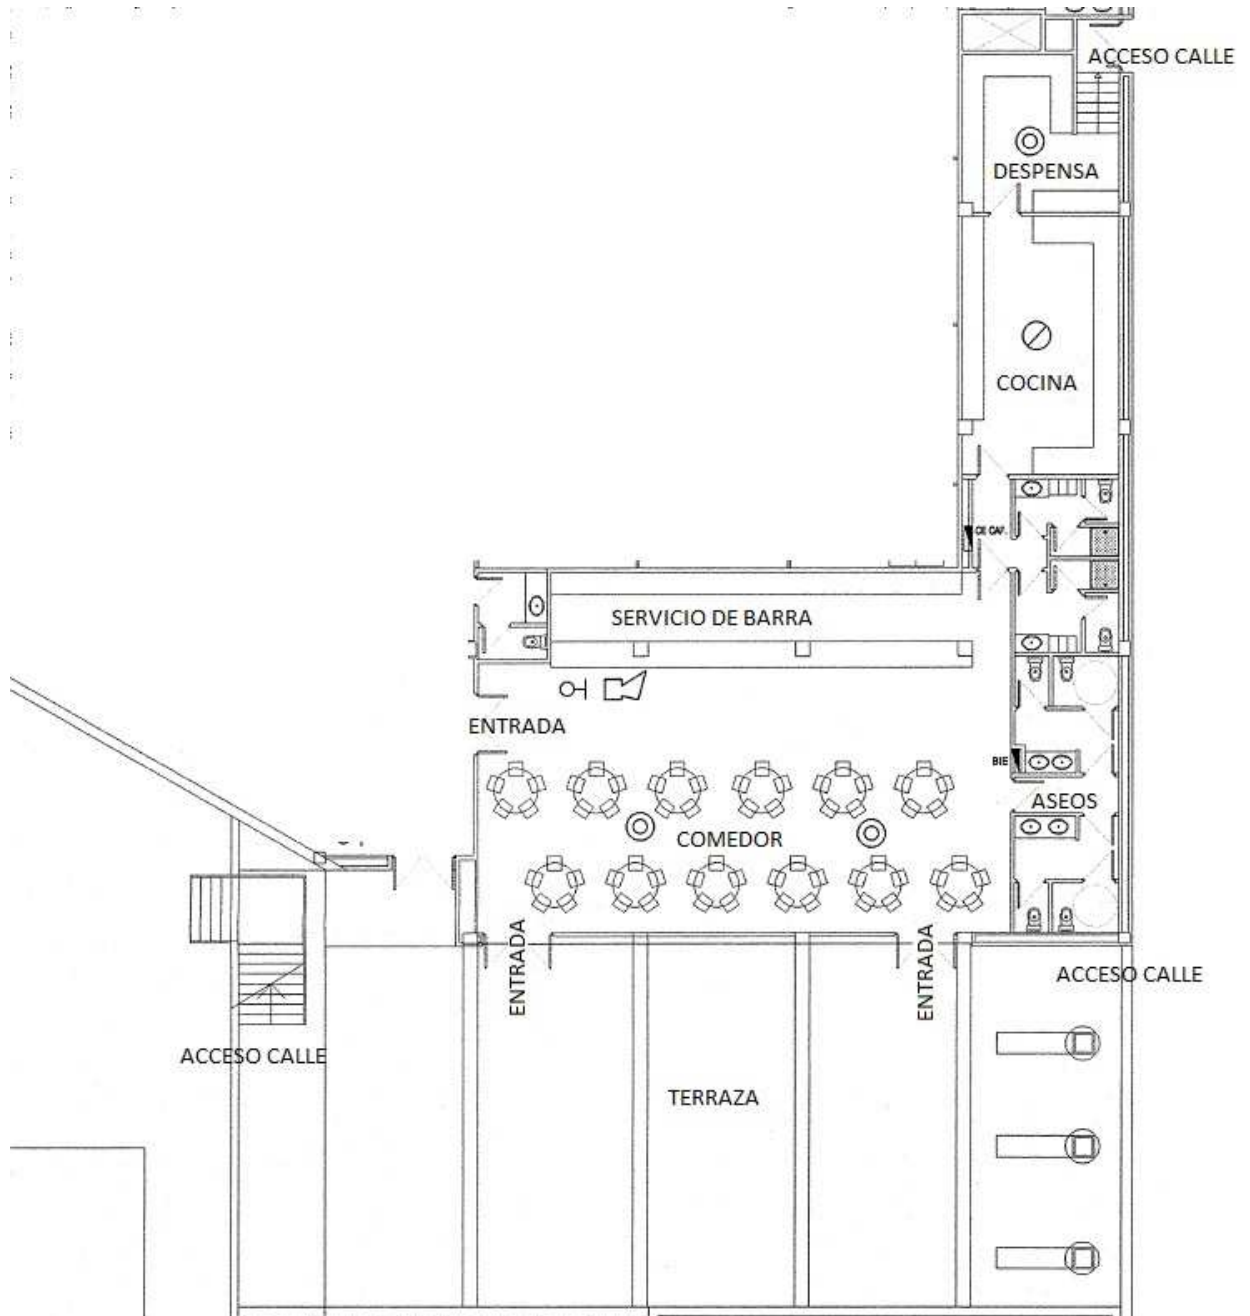 ACCESO CALLE
DESPENSA
COCINA
CE CAF.
SERVICIO DE BARRA
ENTRADA
BIE
ASEOS
COMEDOR
ENTRADA
ENTRADA
ACCESO CALLE
ACCESO CALLE
TERRAZA